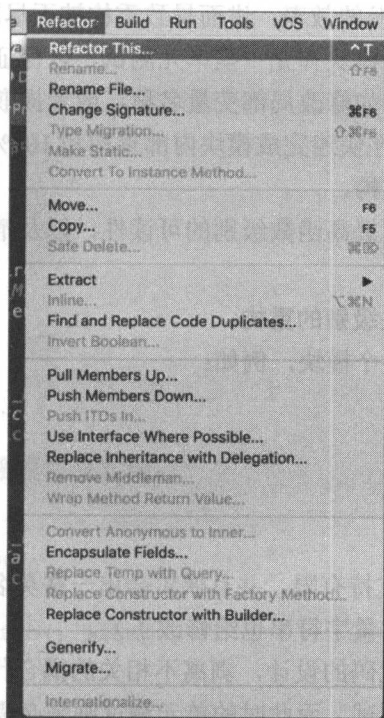 Refactor Build Run Tools VCS Window
Refactor This... ^T
Rename... ⇧F6
Rename File...
Change Signature... ⌘F6
Type Migration... ⇧⌘F6
Make Static...
Convert To Instance Method...
Move... F6
Copy... F5
Safe Delete... ⌘⌦
Extract ▶
Inline... ⌥⌘N
Find and Replace Code Duplicates...
Invert Boolean...
Pull Members Up...
Push Members Down...
Push ITDs In...
Use Interface Where Possible...
Replace Inheritance with Delegation...
Remove Middleman...
Wrap Method Return Value...
Convert Anonymous to Inner...
Encapsulate Fields...
Replace Temp with Query...
Replace Constructor with Factory Method...
Replace Constructor with Builder...
Generify...
Migrate...
Internationalize...